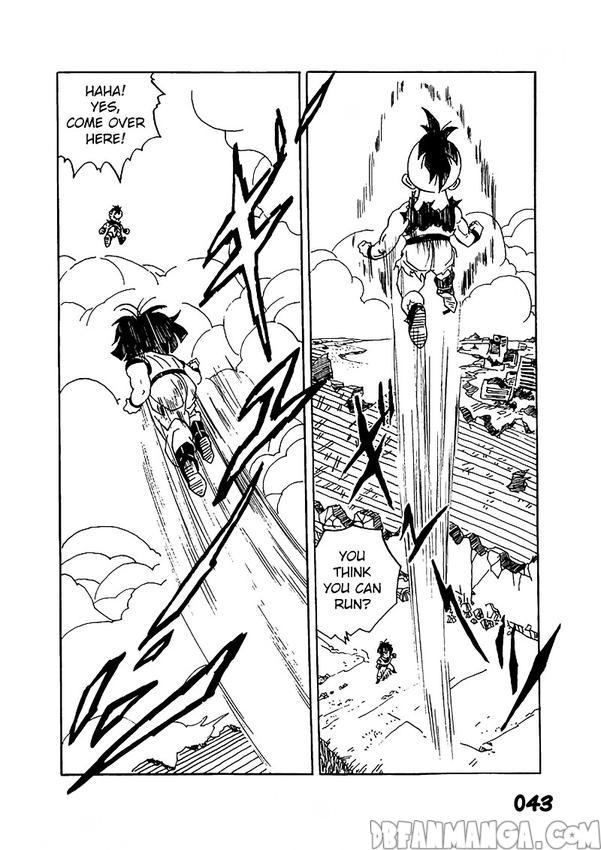 YOU
THINK
YOU CAN
RUN?
HAHA!
YES,
COME OVER
HERE!
043
DBFANMANGA.COM